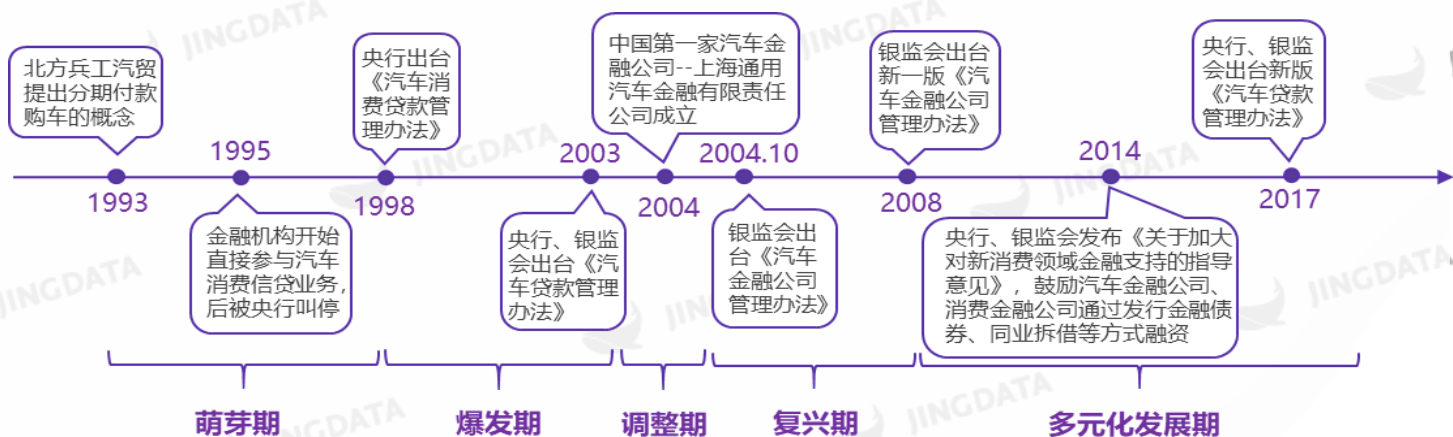 北方兵工汽贸
提出分期付款
购车的概念
1993
1995
金融机构开始
直接参与汽车
消费信贷业务，
后被央行叫停
央行出台
《汽车消
费贷款管
理办法》
1998
2003
央行、银监
会出台《汽
车贷款管理
办法》
中国第一家汽车金
融公司--上海通用
汽车金融有限责任
公司成立
2004
2004.10
银监会出
台《汽车
金融公司
管理办法》
银监会出台
新一版《汽
车金融公司
管理办法》
2008
2014
央行、银监会发布《关于加大
对新消费领域金融支持的指导
意见》，鼓励汽车金融公司、
消费金融公司通过发行金融债
券、同业拆借等方式融资
央行、银监
会出台新版
《汽车贷款
管理办法》
2017
萌芽期
爆发期
调整期
复兴期
多元化发展期
JINGDATA
JINGDATA
JINGDATA
JINGDATA
JINGDATA
JINGDATA
JINGDATA
JINGDATA
JINGDATA